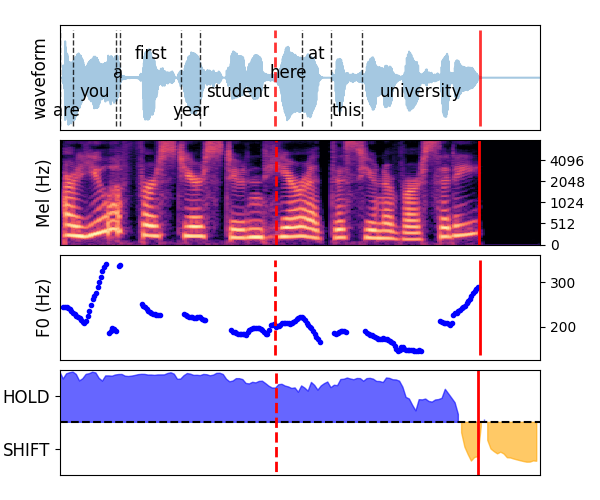 waveform
are
you
a
first
year
student
here
at
this
university
Mel (Hz)
4096
2048
1024
512
0
F0 (Hz)
300
200
HOLD
SHIFT